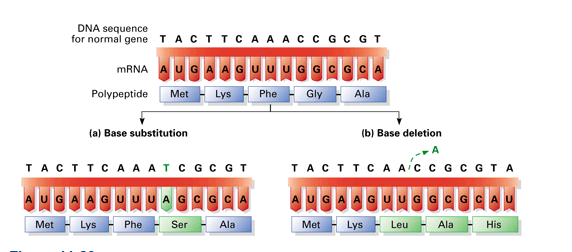 DNA sequence
for normal gene T A C T T C A A A C C G C G T
mRNA A U G A A G U U U G G C G C A
Polypeptide Met Lys Phe Gly Ala
(a) Base substitution
T A C T T C A A A T C G C G T
A U G A A G U U U A G C G C A
Met Lys Phe Ser Ala
(b) Base deletion
A
T A C T T C A A C C G C G T A
A U G A A G U U G G C G C A U
Met Lys Leu Ala His